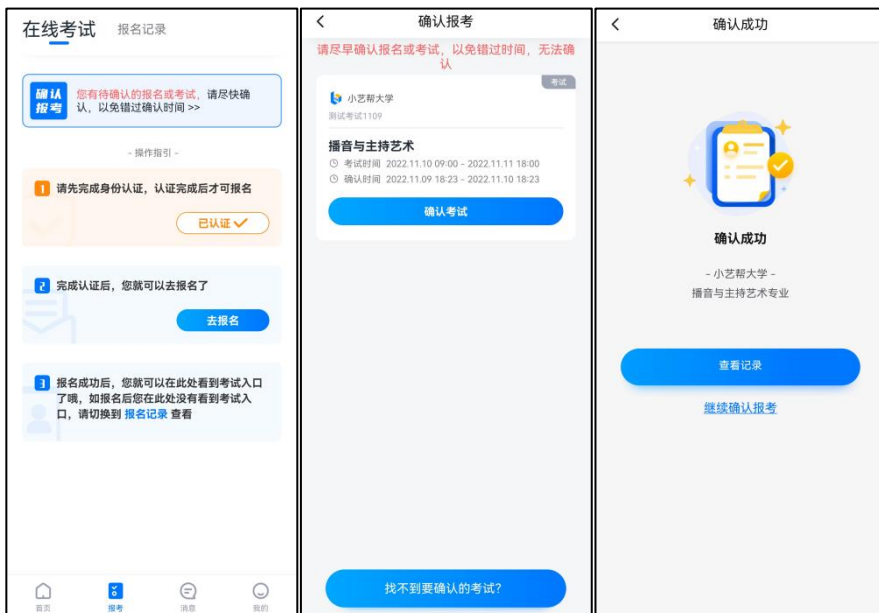 在线考试 报名记录
确认
报考
您有待确认的报名或考试，请尽快确
认，以免错过确认时间 >>
- 操作指引 -
1 请先完成身份认证，认证完成后才可报名
已认证
2 完成认证后，您就可以去报名了
去报名
3 报名成功后，您就可以在此处看到考试入口
了哦，如报名后您在此处没有看到考试入
口，请切换到 报名记录 查看
首页 报考 消息 我的
确认报考
请尽早确认报名或考试，以免错过时间，无法确
认
考试
小艺帮大学
测试考试1109
播音与主持艺术
考试时间 2022.11.10 09:00 - 2022.11.11 18:00
确认时间 2022.11.09 18:23 - 2022.11.10 18:23
确认考试
找不到要确认的考试？
确认成功
确认成功
- 小艺帮大学 -
播音与主持艺术专业
查看记录
继续确认报考